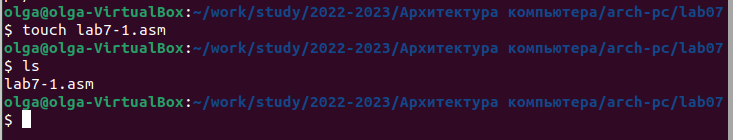 olga@olga-VirtualBox:~/work/study/2022-2023/Архитектура компьютера/arch-pc/lab07
$ touch lab7-1.asm
olga@olga-VirtualBox:~/work/study/2022-2023/Архитектура компьютера/arch-pc/lab07
$ ls
lab7-1.asm
olga@olga-VirtualBox:~/work/study/2022-2023/Архитектура компьютера/arch-pc/lab07
$